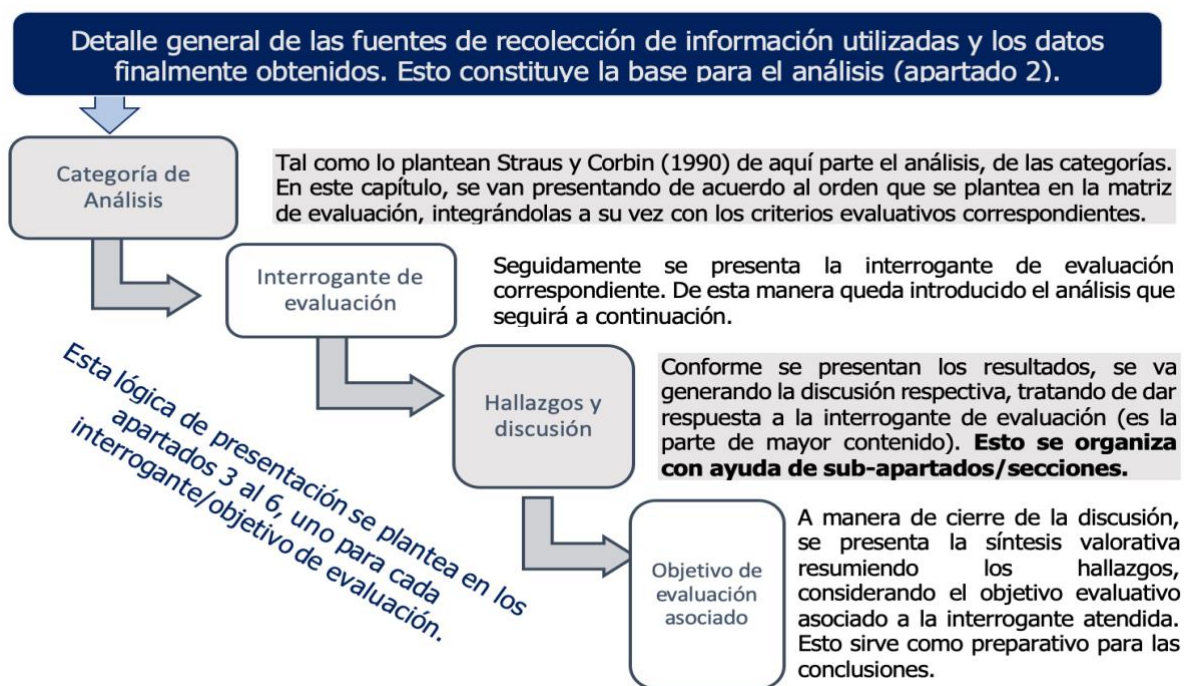 Detalle general de las fuentes de recolección de información utilizadas y los datos
finalmente obtenidos. Esto constituye la base para el análisis (apartado 2).
Categoría de
Análisis
Tal como lo plantean Straus y Corbin (1990) de aquí parte el análisis, de las categorías.
En este capítulo, se van presentando de acuerdo al orden que se plantea en la matriz
de evaluación, integrándolas a su vez con los criterios evaluativos correspondientes.
Interrogante de
evaluación
Seguidamente se presenta la interrogante de evaluación
correspondiente. De esta manera queda introducido el análisis que
seguirá a continuación.
Hallazgos y
discusión
Conforme se presentan los resultados, se va
generando la discusión respectiva, tratando de dar
respuesta a la interrogante de evaluación (es la
parte de mayor contenido). Esto se organiza
con ayuda de sub-apartados/secciones.
Esta lógica de presentación se plantea en los
apartados 3 al 6, uno para cada
interrogante/objetivo de evaluación.
Objetivo de
evaluación
asociado
A manera de cierre de la discusión,
se presenta la síntesis valorativa
resumiendo los hallazgos,
considerando el objetivo evaluativo
asociado a la interrogante atendida.
Esto sirve como preparativo para las
conclusiones.